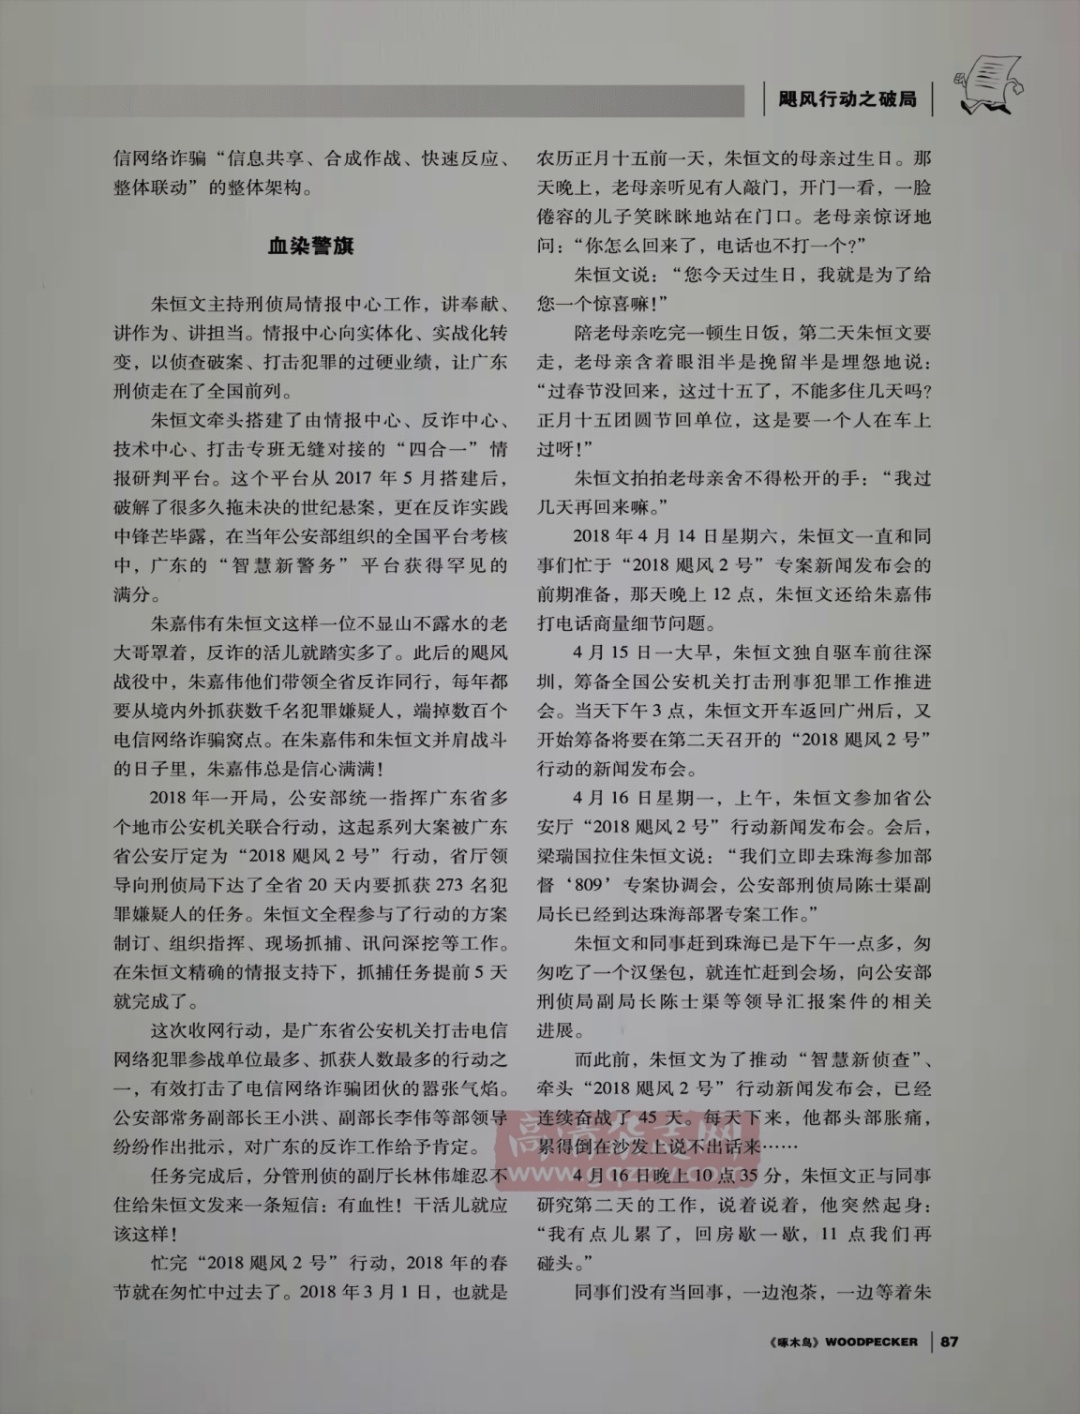 飓风行动之破局
信网络诈骗“信息共享、合成作战、快速反应、
整体联动”的整体架构。
血染警旗
朱恒文主持刑侦局情报中心工作，讲奉献、
讲作为、讲担当。情报中心向实体化、实战化转
变，以侦查破案、打击犯罪的过硬业绩，让广东
刑侦走在了全国前列。
朱恒文牵头搭建了由情报中心、反诈中心、
技术中心、打击专班无缝对接的“四合一”情
报研判平台。这个平台从 2017 年 5 月搭建后，
破解了很多久拖未决的世纪悬案，更在反诈实践
中锋芒毕露，在当年公安部组织的全国平台考核
中，广东的“智慧新警务”平台获得罕见的
满分。
朱嘉伟有朱恒文这样一位不显山不露水的老
大哥罩着，反诈的活儿就踏实多了。此后的飓风
战役中，朱嘉伟他们带领全省反诈同行，每年都
要从境内外抓获数千名犯罪嫌疑人，端掉数百个
电信网络诈骗窝点。在朱嘉伟和朱恒文并肩战斗
的日子里，朱嘉伟总是信心满满！
2018 年一开局，公安部统一指挥广东省多
个地市公安机关联合行动，这起系列大案被广东
省公安厅定为“2018 飓风 2 号”行动，省厅领
导向刑侦局下达了全省 20 天内要抓获 273 名犯
罪嫌疑人的任务。朱恒文全程参与了行动的方案
制订、组织指挥、现场抓捕、讯问深挖等工作。
在朱恒文精确的情报支持下，抓捕任务提前 5 天
就完成了。
这次收网行动，是广东省公安机关打击电信
网络犯罪参战单位最多、抓获人数最多的行动之
一，有效打击了电信网络诈骗团伙的嚣张气焰。
公安部常务副部长王小洪、副部长李伟等部领导
纷纷作出批示，对广东的反诈工作给予肯定。
任务完成后，分管刑侦的副厅长林伟雄忍不
住给朱恒文发来一条短信：有血性！干活儿就应
该这样！
忙完“2018 飓风 2 号”行动，2018 年的春
节就在匆忙中过去了。2018 年 3 月 1 日，也就是
农历正月十五前一天，朱恒文的母亲过生日。那
天晚上，老母亲听见有人敲门，开门一看，一脸
倦容的儿子笑眯眯地站在门口。老母亲惊讶地
问：“你怎么回来了，电话也不打一个？”
朱恒文说：“您今天过生日，我就是为了给
您一个惊喜嘛！”
陪老母亲吃完一顿生日饭，第二天朱恒文要
走，老母亲含着眼泪半是挽留半是埋怨地说：
“过春节没回来，这过十五了，不能多住几天吗？
正月十五团圆节回单位，这是要一个人在车上
过呀！”
朱恒文拍拍老母亲舍不得松开的手：“我过
几天再回来嘛。”
2018 年 4 月 14 日星期六，朱恒文一直和同
事们忙于“2018 飓风 2 号”专案新闻发布会的
前期准备，那天晚上 12 点，朱恒文还给朱嘉伟
打电话商量细节问题。
4 月 15 日一大早，朱恒文独自驱车前往深
圳，筹备全国公安机关打击刑事犯罪工作推进
会。当天下午 3 点，朱恒文开车返回广州后，又
开始筹备将要在第二天召开的“2018 飓风 2 号”
行动的新闻发布会。
4 月 16 日星期一，上午，朱恒文参加省公
安厅“2018 飓风 2 号”行动新闻发布会。会后，
梁瑞国拉住朱恒文说：“我们立即去珠海参加部
督‘809’专案协调会，公安部刑侦局陈士渠副
局长已经到达珠海部署专案工作。”
朱恒文和同事赶到珠海已是下午一点多，匆
匆吃了一个汉堡包，就连忙赶到会场，向公安部
刑侦局副局长陈士渠等领导汇报案件的相关
进展。
而此前，朱恒文为了推动“智慧新侦查”、
牵头“2018 飓风 2 号”行动新闻发布会，已经
连续奋战了 45 天。每天下来，他都头部胀痛，
累得倒在沙发上说不出话来……
4 月 16 日晚上 10 点 35 分，朱恒文正与同事
研究第二天的工作，说着说着，他突然起身：
“我有点儿累了，回房歇一歇，11 点我们再
碰头。”
同事们没有当回事，一边泡茶，一边等着朱
《啄木鸟》WOODPECKER 87